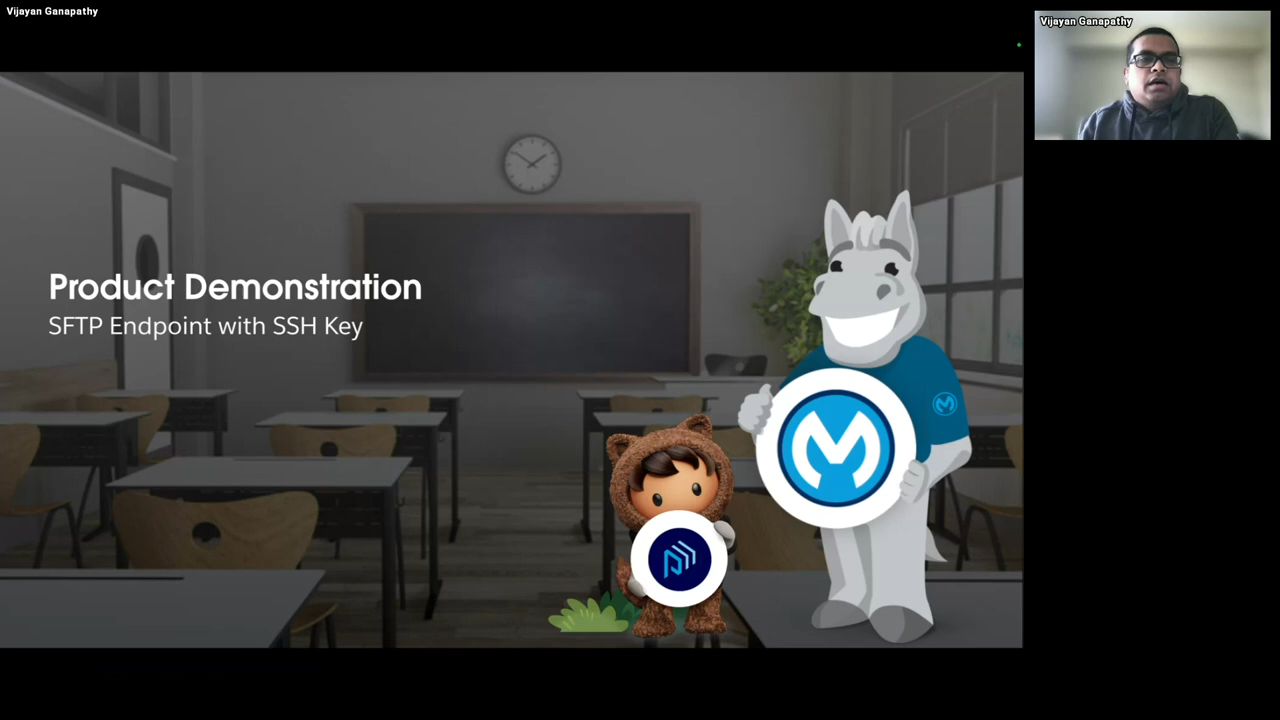 Vijayan Ganapathy
Vijayan Ganapathy
Product Demonstration
SFTP Endpoint with SSH Key